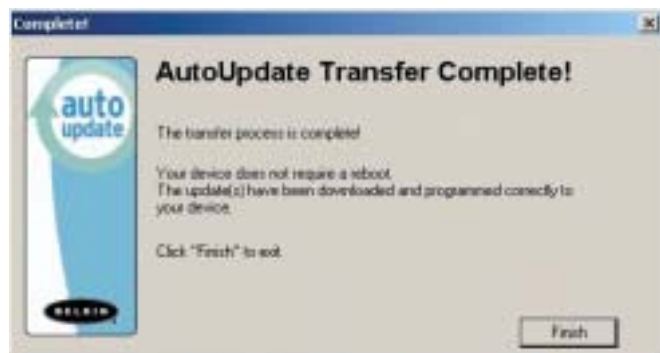 Complete!
AutoUpdate Transfer Complete!
auto
update
The transfer process is complete!
Your device does not require a reboot.
The update(s) have been downloaded and programmed correctly to
your device.
Click "Finish" to exit.
BELKIN
Finish